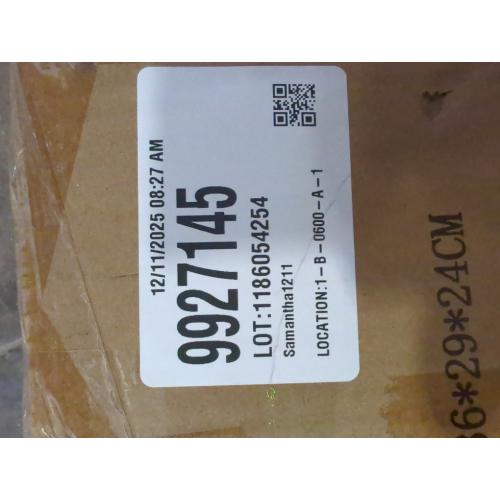 12/11/2025 08:27 AM
9927145
LOT:1186054254
Samantha1211
LOCATION:1-B-0600-A-1
36*29*24CM